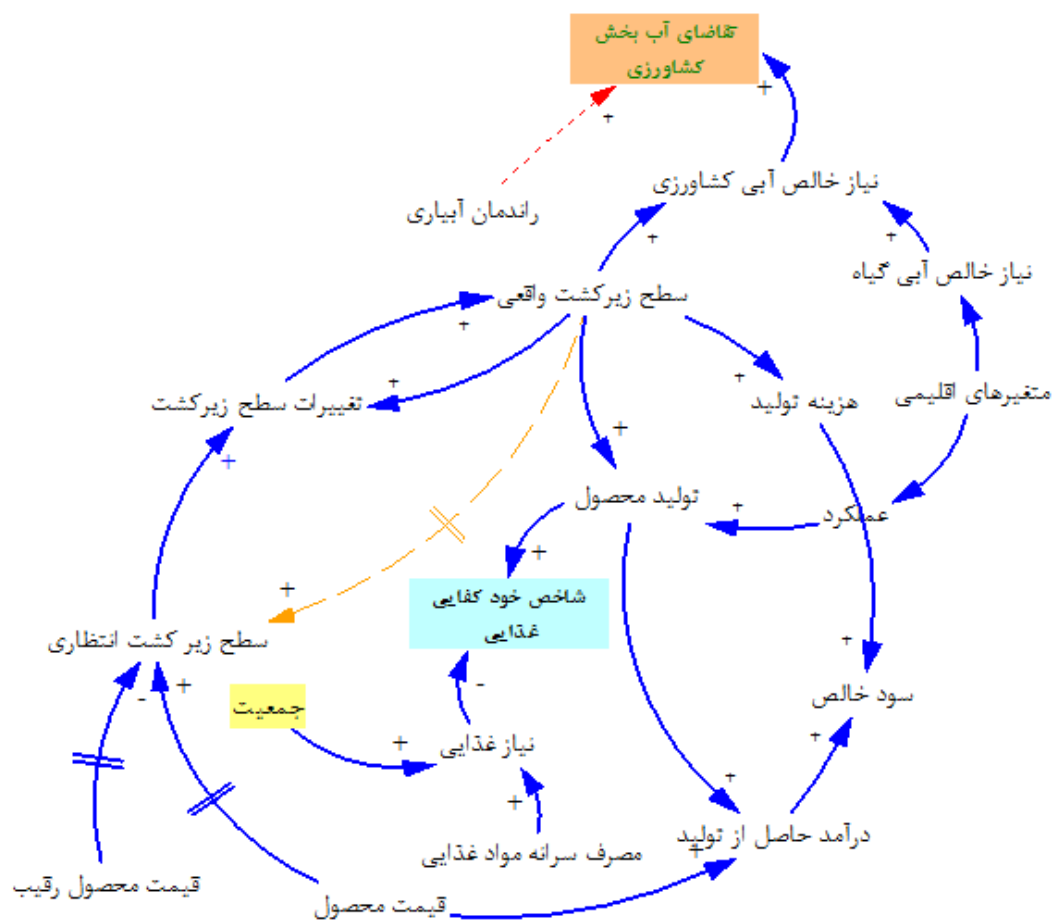 تقاضای آب بخش
کشاورزی
+
+
نیاز خالص آبی کشاورزی
راندمان آبیاری
+
+
نیاز خالص آبی گیاه
سطح زیرکشت واقعی
+
+
+
متغیرهای اقلیمی
هزینه تولید
تغییرات سطح زیرکشت
+
+
تولید محصول
+
عملکرد
+
+
شاخص خود کفایی
غذایی
+
سطح زیر کشت انتظاری
+
-
+
-
سود خالص
جمعیت
+
نیاز غذایی
+
+
+
درآمد حاصل از تولید
مصرف سرانه مواد غذایی
+
قیمت محصول رقیب
قیمت محصول